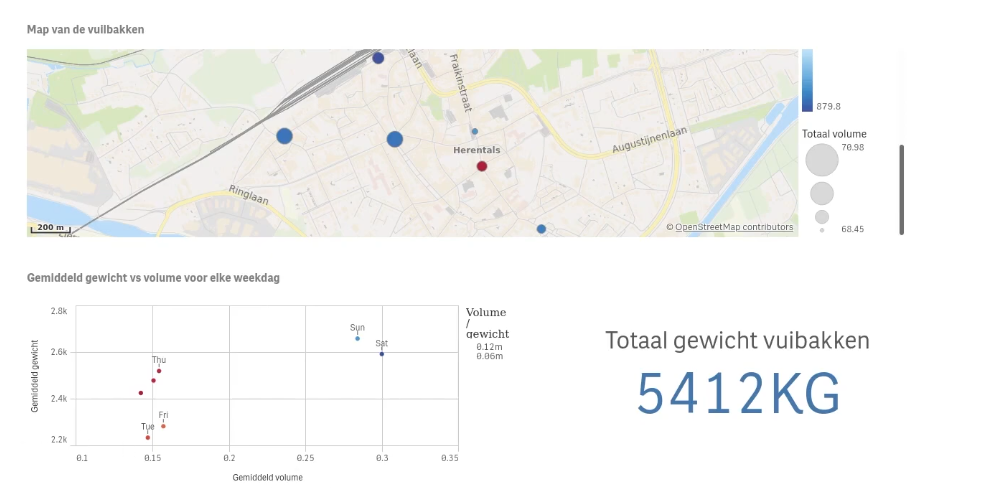 Map van de vuilbakken
Fraikinstraat
laan
Herentals
Augustijnenlaan
Ringlaan
200 m
© OpenStreetMap contributors
879.8
Totaal volume
70.98
68.45
Gemiddeld gewicht vs volume voor elke weekdag
Gemiddeld gewicht
2.8k
2.6k
2.4k
2.2k
Sun
Sat
Thu
Fri
Tue
0.1
0.15
0.2
0.25
0.3
0.35
Gemiddeld volume
Volume
/
gewicht
0.12m
0.06m
Totaal gewicht vuibakken
5412KG